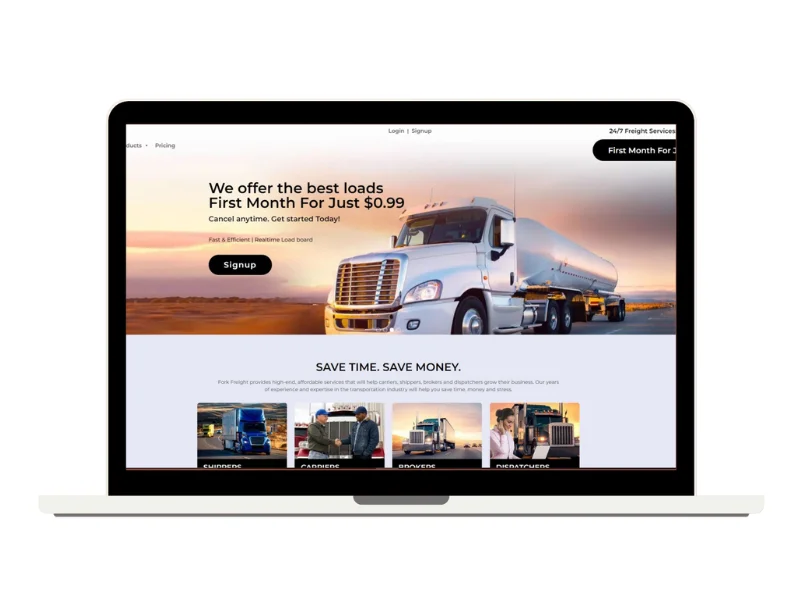 Login | Signup
24/7 Freight Services
ducts
Pricing
First Month For J
We offer the best loads
First Month For Just $0.99
Cancel anytime. Get started Today!
Fast & Efficient | Realtime Load board
Signup
SAVE TIME. SAVE MONEY.
Freight provides high-end, affordable services that will help carriers, shippers, brokers and dispatchers grow their business. Our years
of experience and expertise in the transportation industry will help you save time, money and stress.
SHIPPERS
CARRIERS
BROKERS
DISPATCHERS